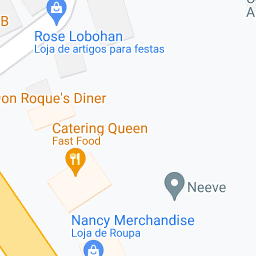 B
Rose Lobohan
Loja de artigos para festas
A
on Roque's Diner
Catering Queen
Fast Food
Neeve
Nancy Merchandise
Loja de Roupa